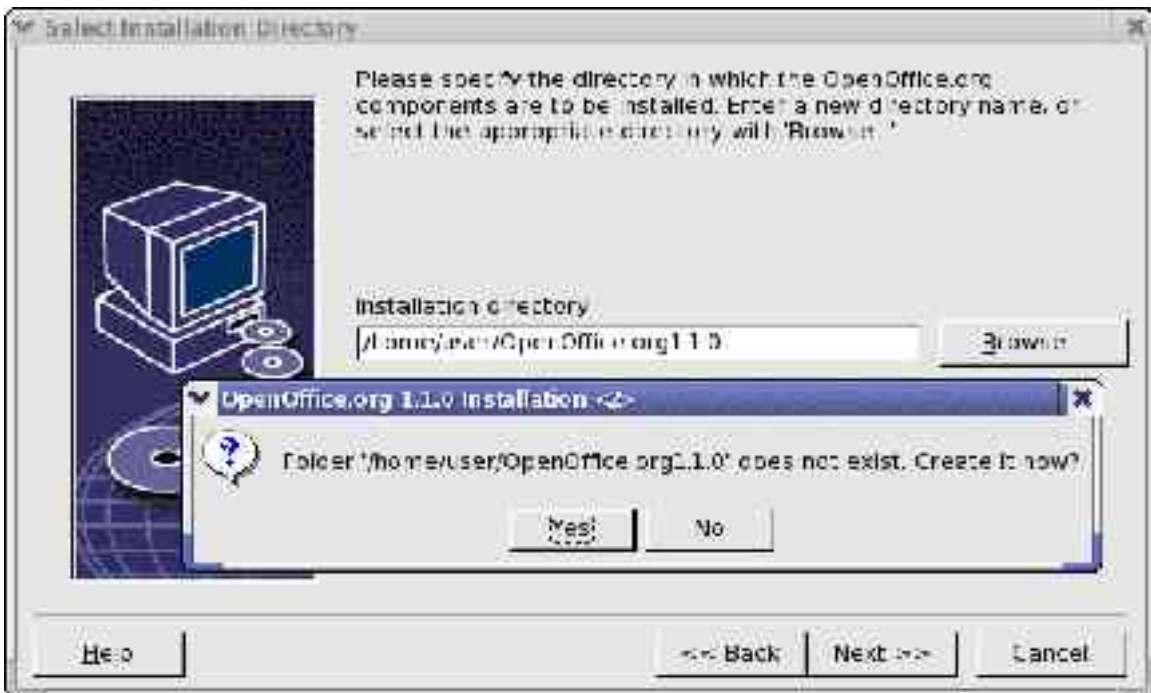 Select Installation Directory
Please specify the directory in which the OpenOffice.org
components are to be installed. Enter a new directory name, or
select the appropriate directory with 'Browse...'
Installation directory
/home/user/OpenOffice.org1.1.0
Browse
OpenOffice.org 1.1.0 Installation <2>
Folder "/home/user/OpenOffice.org1.1.0" does not exist. Create it now?
Yes
No
Help
<< Back
Next >>
Cancel